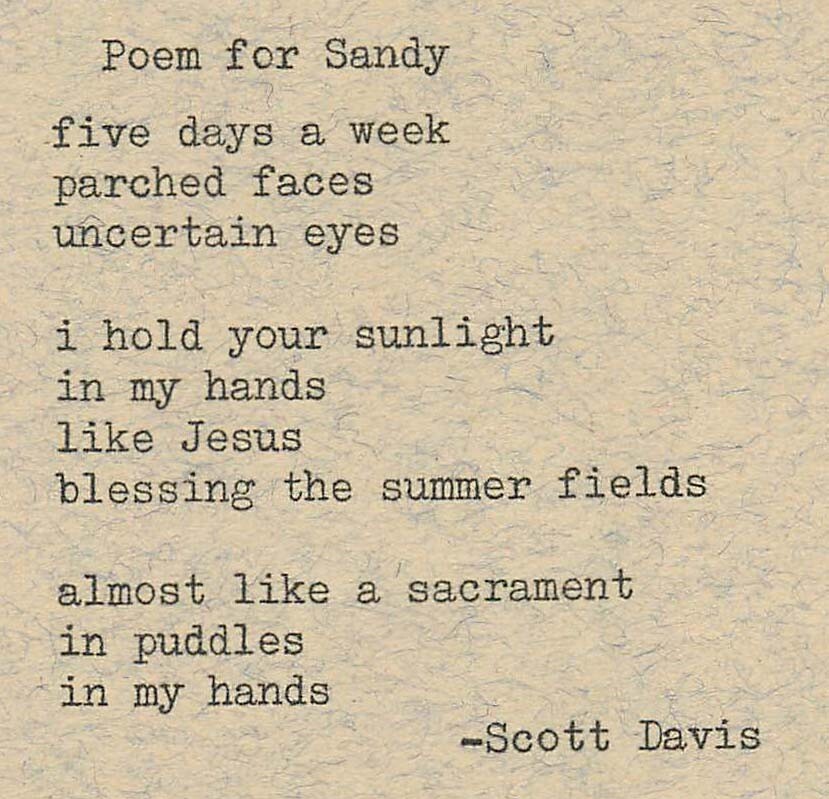 Poem for Sandy
five days a week
parched faces
uncertain eyes
i hold your sunlight
in my hands
like Jesus
blessing the summer fields
almost like a sacrament
in puddles
in my hands
-Scott Davis